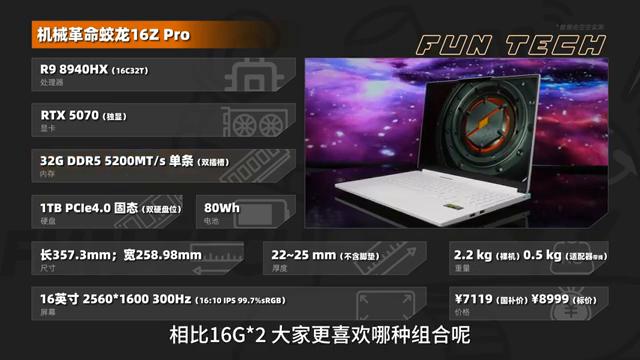 机械革命蛟龙16Z Pro
FUN TECH
R9 8940HX (16C32T)
处理器
RTX 5070 (独显)
显卡
32G DDR5 5200MT/s 单条 (双插槽)
内存
1TB PCIe4.0 固态 (双硬盘位)
硬盘
80Wh
电池
长357.3mm；宽258.98mm
尺寸
22~25 mm (不含脚垫)
厚度
2.2 kg (裸机) 0.5 kg (适配器带线)
重量
16英寸 2560*1600 300Hz (16:10 IPS 99.7%sRGB)
屏幕
¥7119 (国补价) ¥8999 (标价)
价格
相比16G*2 大家更喜欢哪种组合呢